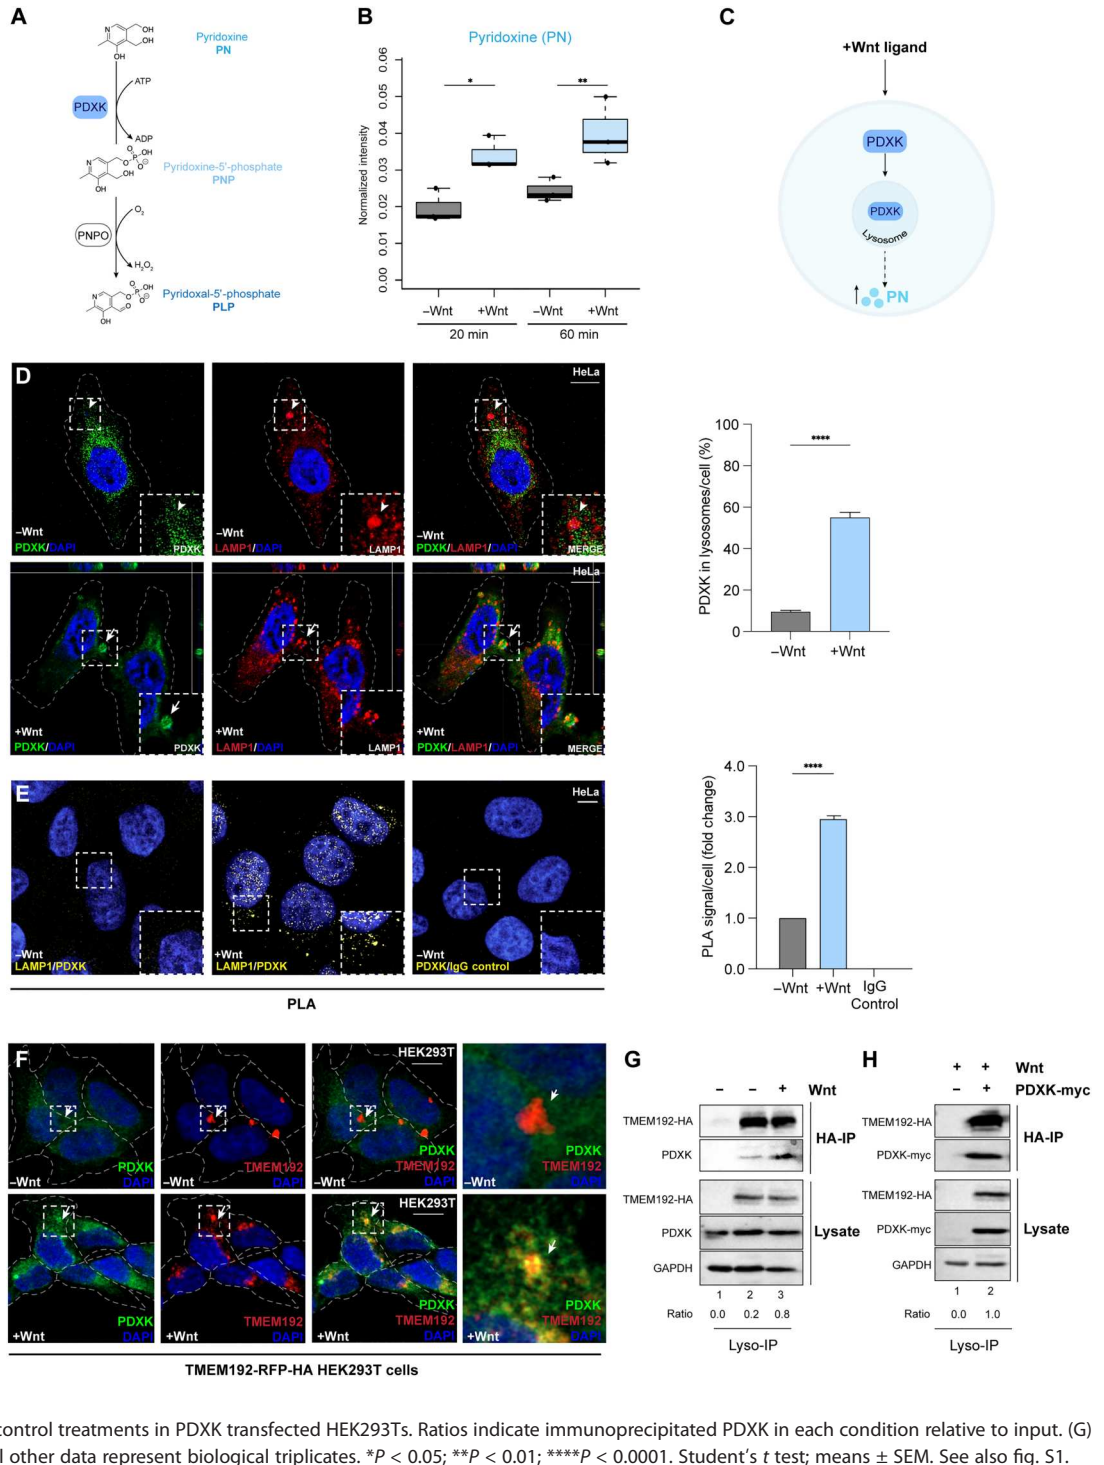 A
Pyridoxine
PN
PDXK
ATP
ADP
Pyridoxine-5'-phosphate
PNP
PNPO
O2
H2O2
Pyridoxal-5'-phosphate
PLP
B
Pyridoxine (PN)
Normalized intensity
0.06
0.05
0.04
0.03
0.02
0.01
0.00
*
**
–Wnt +Wnt –Wnt +Wnt
20 min 60 min
C
+Wnt ligand
PDXK
PDXK
Lysosome
PN
D
HeLa
–Wnt
PDXK/DAPI
PDXK
–Wnt
LAMP1/DAPI
LAMP1
–Wnt
PDXK/LAMP1/DAPI
MERGE
HeLa
+Wnt
PDXK/DAPI
PDXK
+Wnt
LAMP1/DAPI
LAMP1
+Wnt
PDXK/LAMP1/DAPI
MERGE
PDXK in lysosomes/cell (%)
100
80
60
40
20
0
****
–Wnt +Wnt
E
HeLa
–Wnt
LAMP1/PDXK
+Wnt
LAMP1/PDXK
–Wnt
PDXK/IgG control
PLA
PLA signal/cell (fold change)
4.0
3.0
2.0
1.0
0.0
****
–Wnt +Wnt IgG
Control
F
HEK293T
PDXK
–Wnt DAPI
TMEM192
–Wnt DAPI
PDXK
TMEM192
–Wnt DAPI
PDXK
TMEM192
–Wnt DAPI
HEK293T
PDXK
+Wnt DAPI
TMEM192
+Wnt DAPI
PDXK
TMEM192
+Wnt DAPI
PDXK
TMEM192
+Wnt DAPI
TMEM192-RFP-HA HEK293T cells
G
– – + Wnt
TMEM192-HA
PDXK
HA-IP
TMEM192-HA
PDXK
GAPDH
Lysate
1 2 3
Ratio 0.0 0.2 0.8
Lyso-IP
H
+ + Wnt
– + PDXK-myc
TMEM192-HA
PDXK-myc
HA-IP
TMEM192-HA
PDXK-myc
GAPDH
Lysate
1 2
Ratio 0.0 1.0
Lyso-IP
control treatments in PDXK transfected HEK293Ts. Ratios indicate immunoprecipitated PDXK in each condition relative to input. (G)
l other data represent biological triplicates. *P < 0.05; **P < 0.01; ****P < 0.0001. Student's t test; means ± SEM. See also fig. S1.